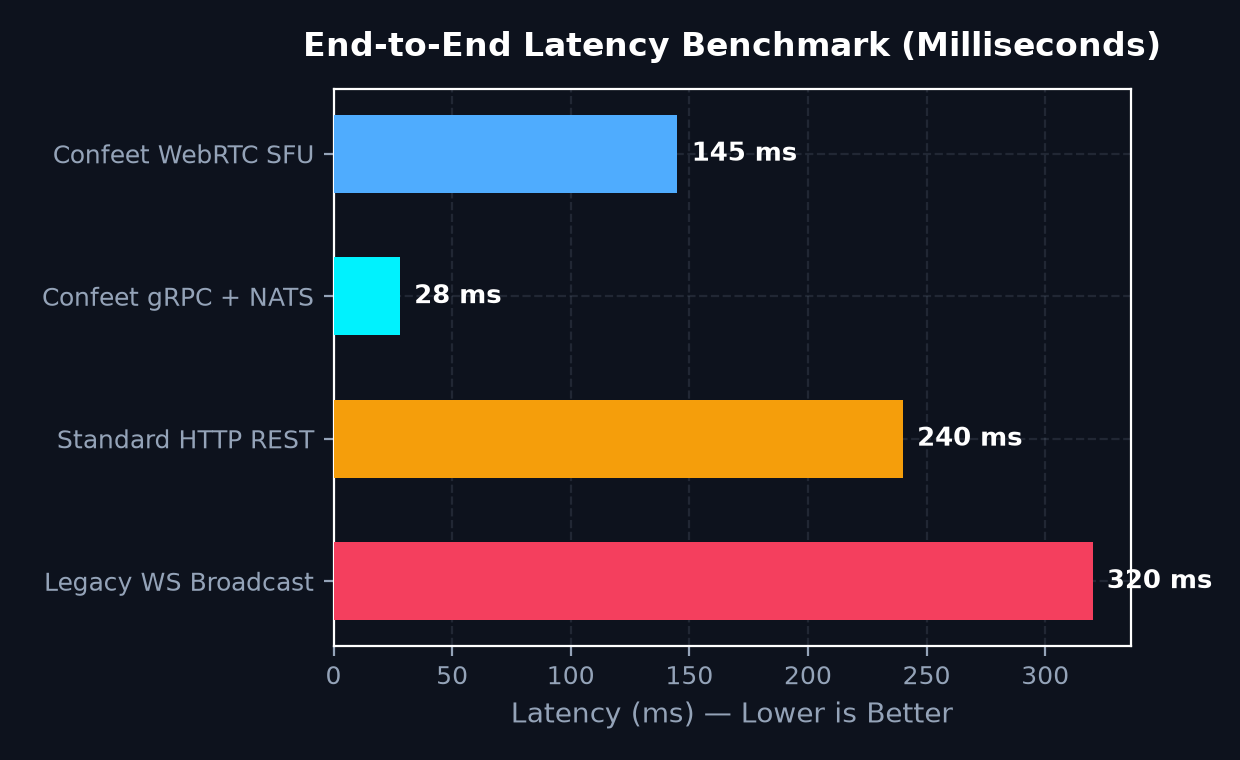 End-to-End Latency Benchmark (Milliseconds)
Confeet WebRTC SFU
145 ms
Confeet gRPC + NATS
28 ms
Standard HTTP REST
240 ms
Legacy WS Broadcast
320 ms
0 50 100 150 200 250 300
Latency (ms) — Lower is Better